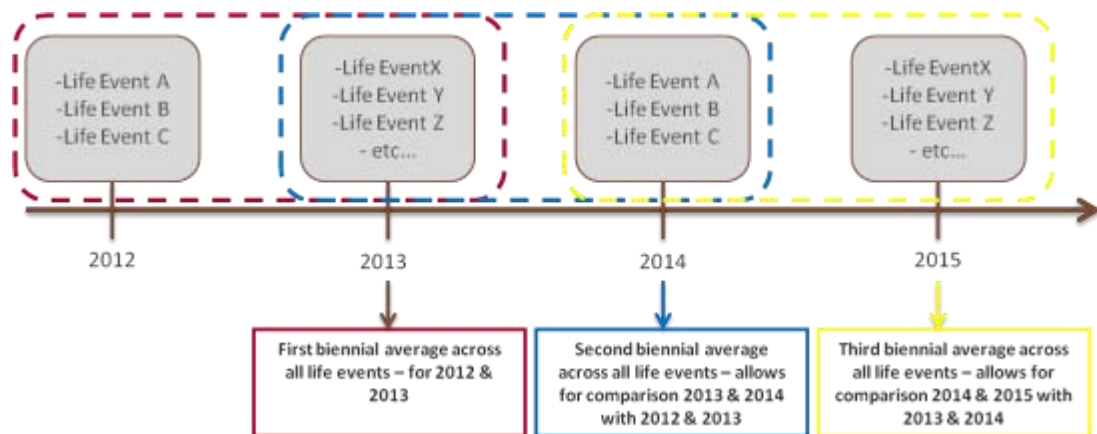 -Life Event A
-Life Event B
-Life Event C
-Life EventX
-Life Event Y
-Life Event Z
- etc...
-Life Event A
-Life Event B
-Life Event C
-Life EventX
-Life Event Y
-Life Event Z
- etc...
2012
2013
2014
2015
First biennial average across
all life events – for 2012 &
2013
Second biennial average
across all life events – allows
for comparison 2013 & 2014
with 2012 & 2013
Third biennial average across
all life events – allows for
comparison 2014 & 2015 with
2013 & 2014